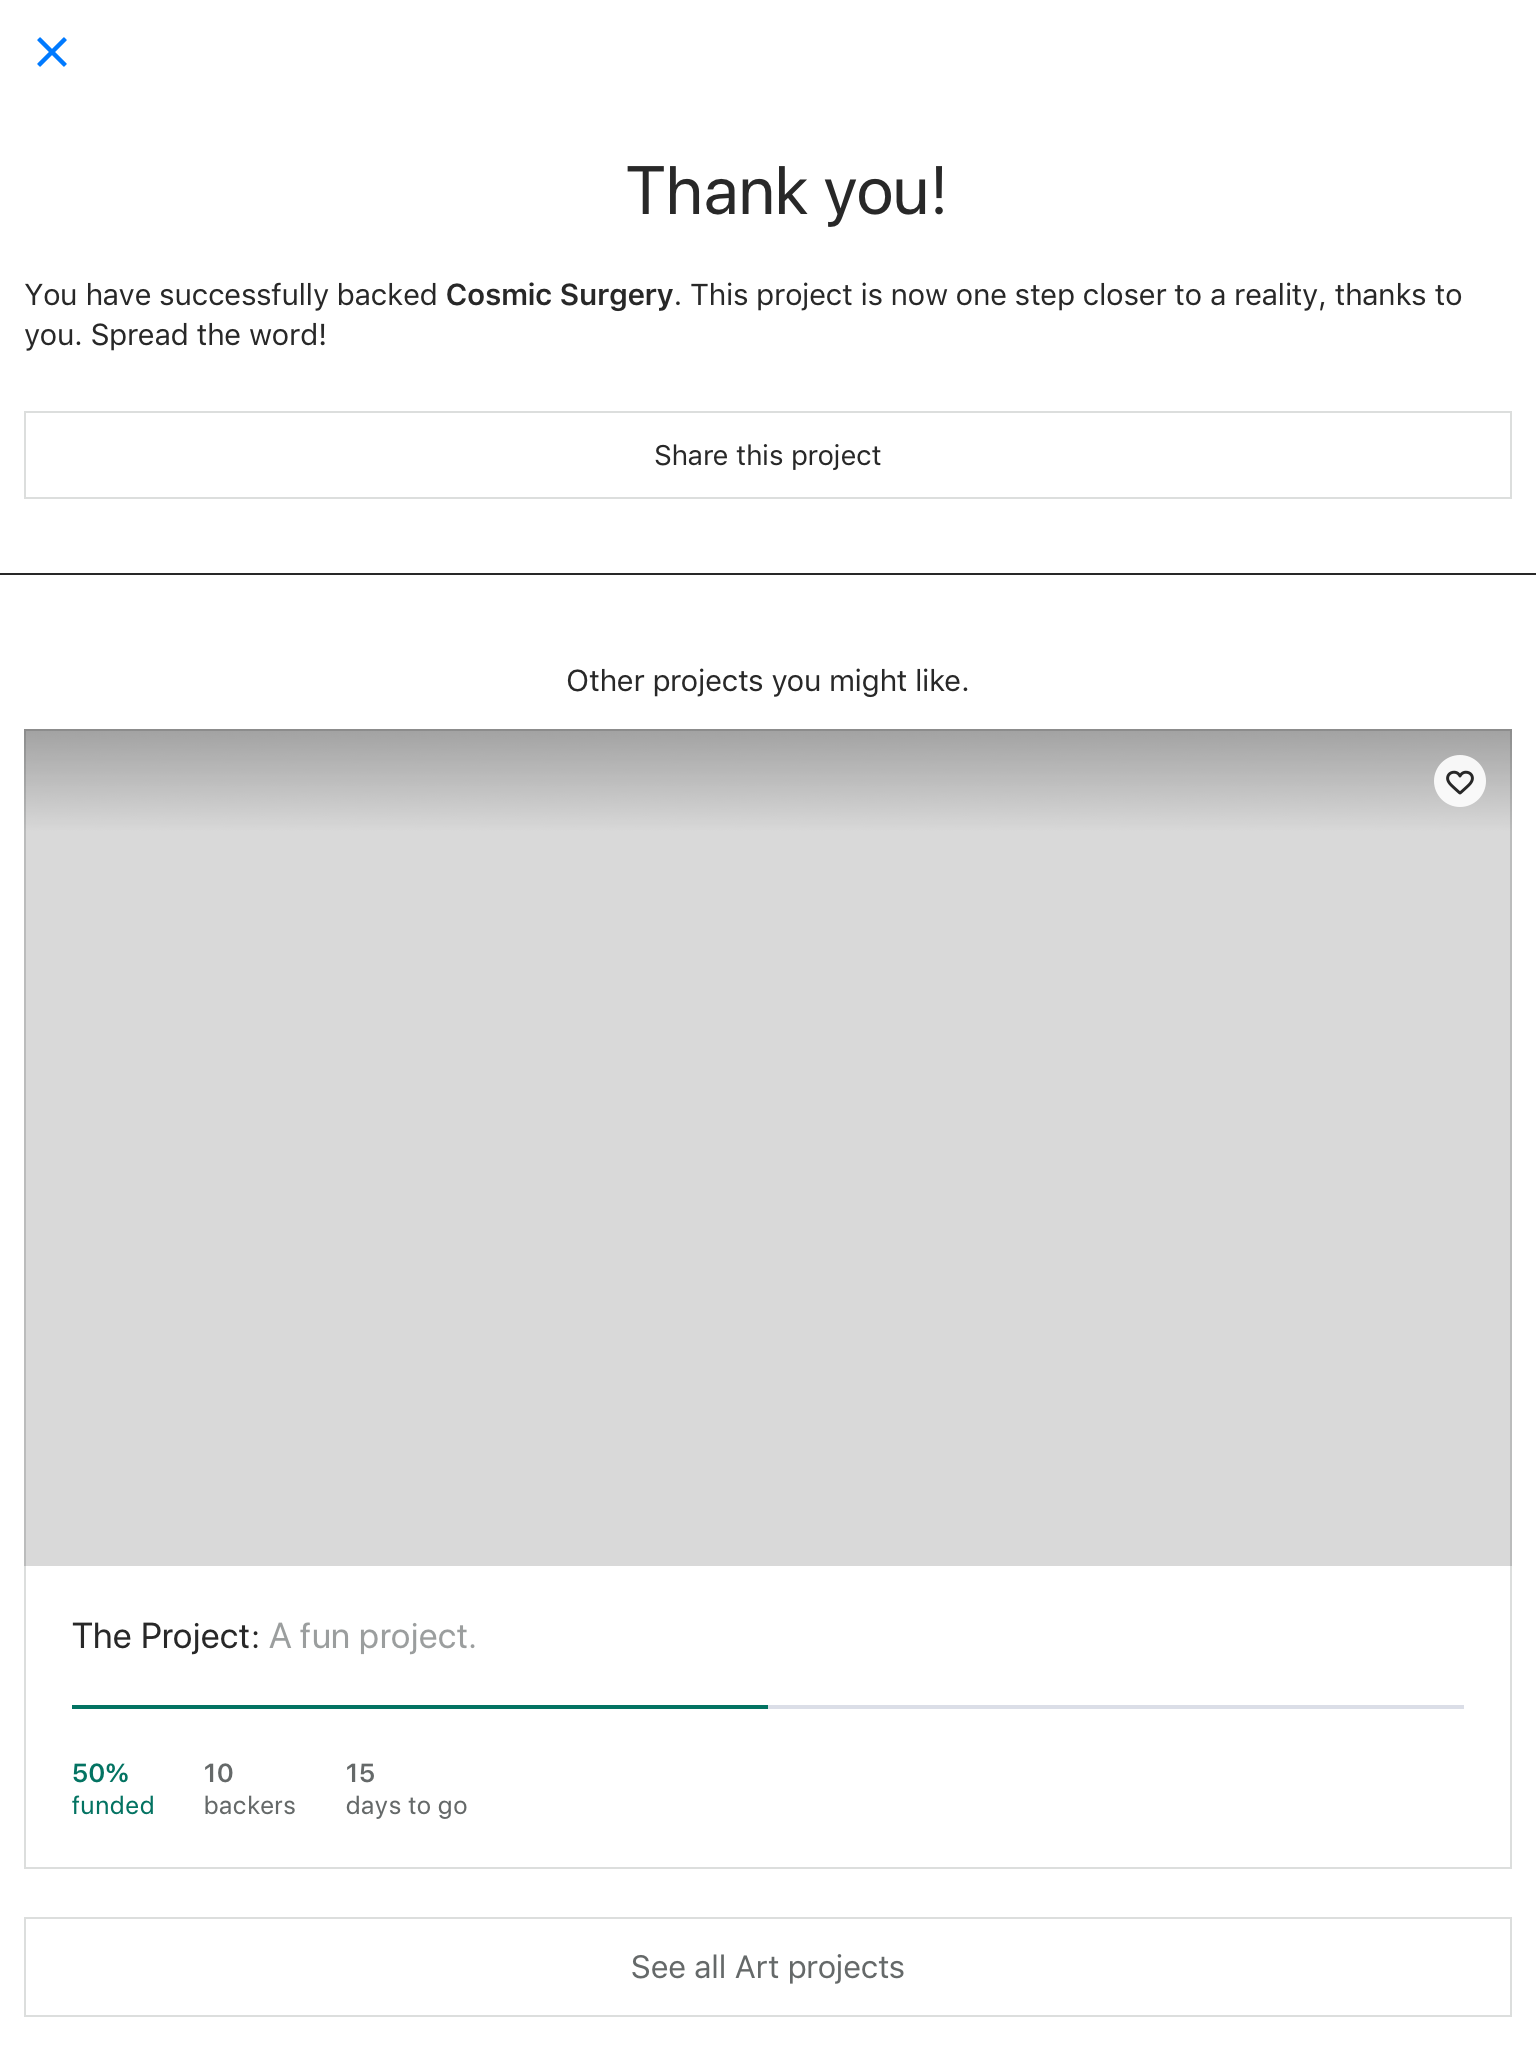 Thank you!
You have successfully backed Cosmic Surgery. This project is now one step closer to a reality, thanks to
you. Spread the word!
Share this project
Other projects you might like.
The Project: A fun project.
50% 10 15
funded backers days to go
See all Art projects